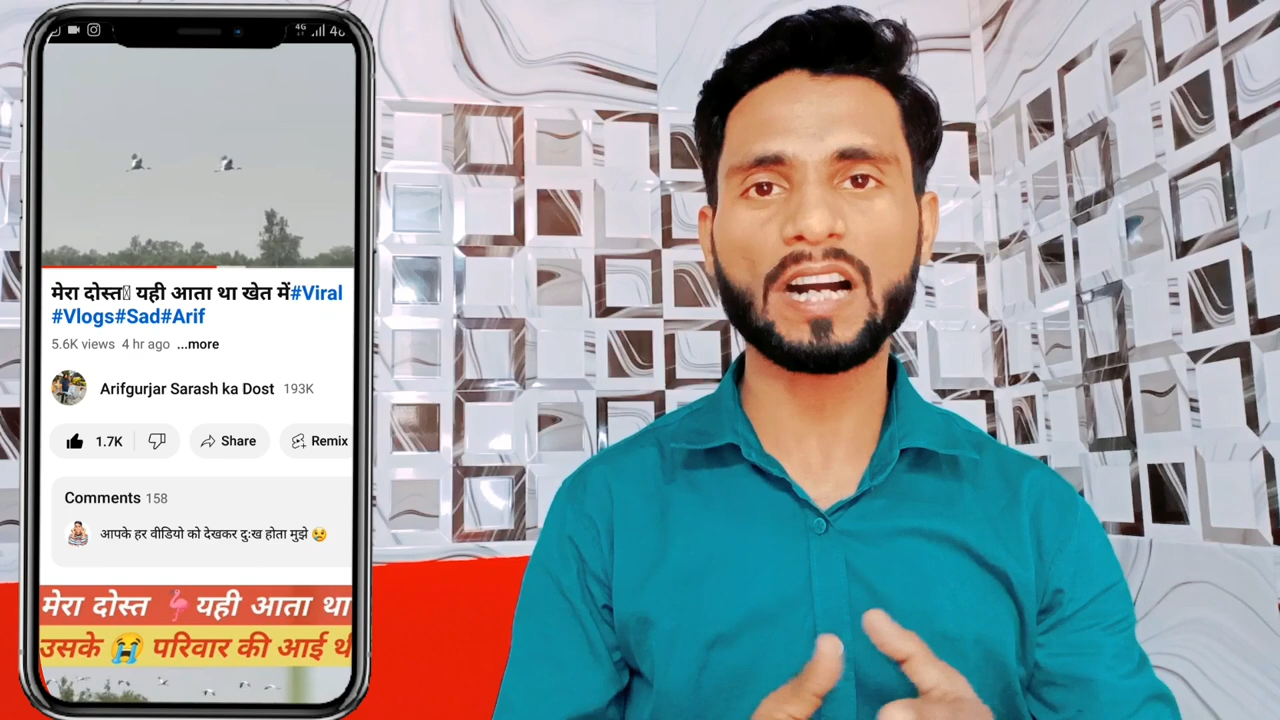 4G
मेरा दोस्त यही आता था खेत में#Viral
#Vlogs#Sad#Arif
5.6K views 4 hr ago ...more
Arifgurjar Sarash ka Dost 193K
1.7K Share Remix
Comments 158
आपके हर वीडियो को देखकर दुःख होता मुझे 😢
मेरा दोस्त 🦩यही आता था
उसके 😭 परिवार की आई